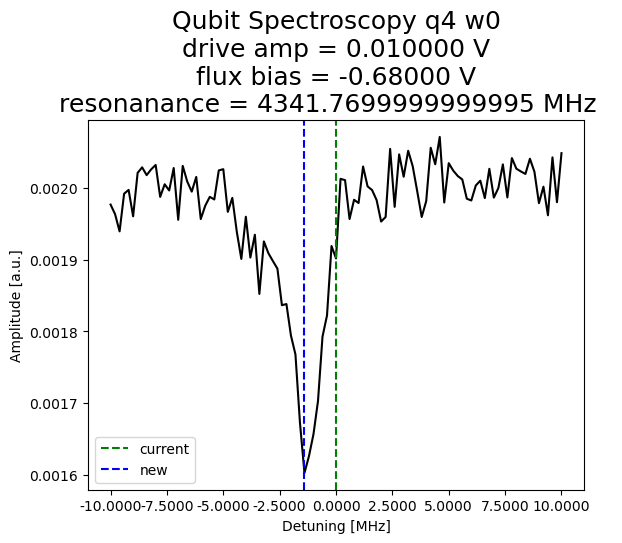 Qubit Spectroscopy q4 w0
drive amp = 0.010000 V
flux bias = -0.68000 V
resonanance = 4341.7699999999995 MHz
Amplitude [a.u.]
0.0020
0.0019
0.0018
0.0017
0.0016
current
new
-10.0000 -7.5000 -5.0000 -2.5000 0.0000 2.5000 5.0000 7.5000 10.0000
Detuning [MHz]